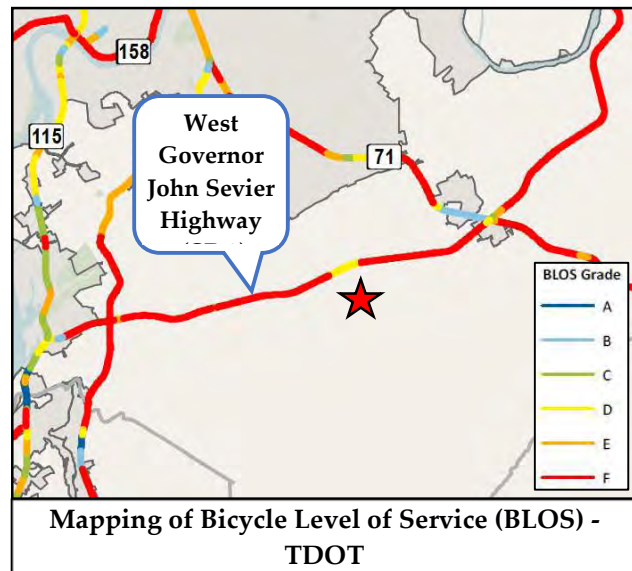 158
115
West
Governor
John Sevier
Highway
71
BLOS Grade
A
B
C
D
E
F
Mapping of Bicycle Level of Service (BLOS) -
TDOT